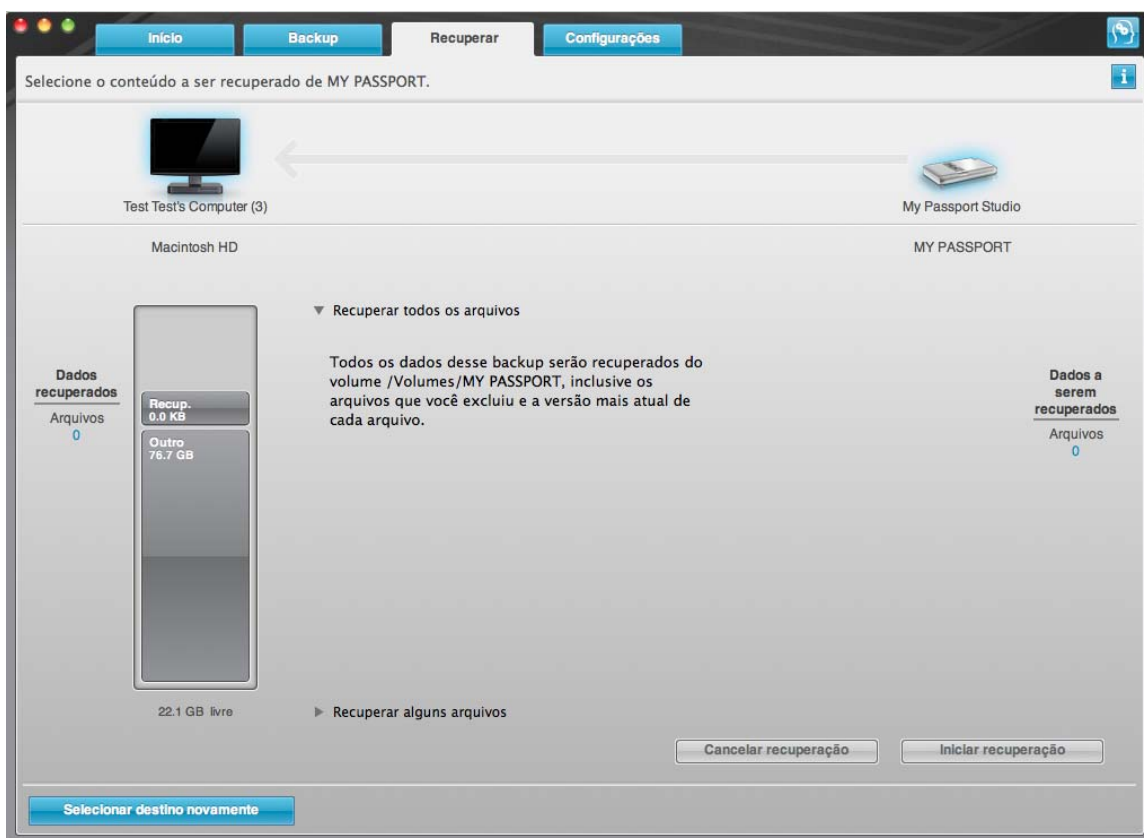 Início
Backup
Recuperar
Configurações
Selecione o conteúdo a ser recuperado de MY PASSPORT.
Test Test's Computer (3)
My Passport Studio
Macintosh HD
MY PASSPORT
Recuperar todos os arquivos
Todos os dados desse backup serão recuperados do
volume /Volumes/MY PASSPORT, inclusive os
arquivos que você excluiu e a versão mais atual de
cada arquivo.
Dados
recuperados
Arquivos
0
Recup.
0.0 KB
Outro
76.7 GB
Dados a
serem
recuperados
Arquivos
0
22.1 GB livre
Recuperar alguns arquivos
Cancelar recuperação
Iniciar recuperação
Selecionar destino novamente